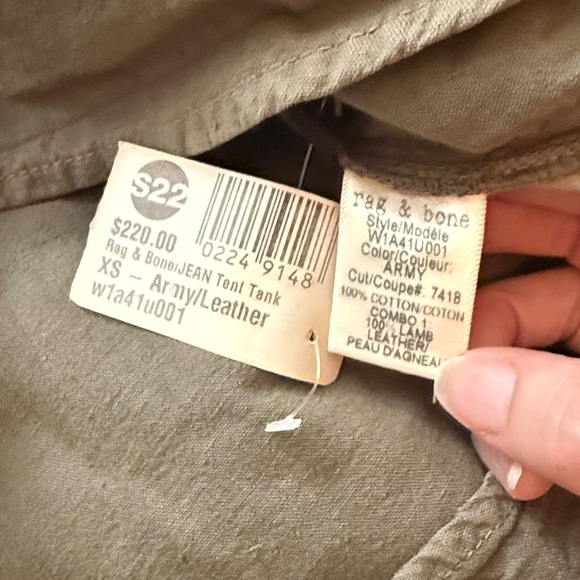 S22
0224 9148
$220.00
Rag & Bone/JEAN Tent Tank
XS - Army/Leather
w1a41u001
rag & bone
Style/Modèle
W1A41U001
Color/Couleur:
ARMY
Cut/Coupe#: 7418
100% COTTON/COTON
COMBO 1
100% LAMB
LEATHER/
PEAU D'AGNEAU